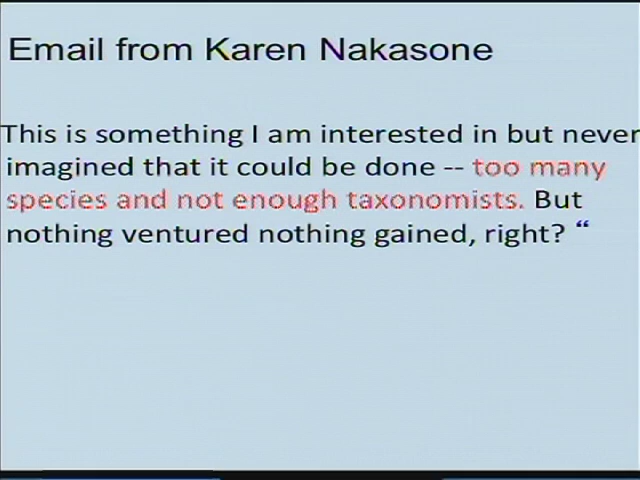 Email from Karen Nakasone
This is something I am interested in but never
imagined that it could be done -- too many
species and not enough taxonomists. But
nothing ventured nothing gained, right? “